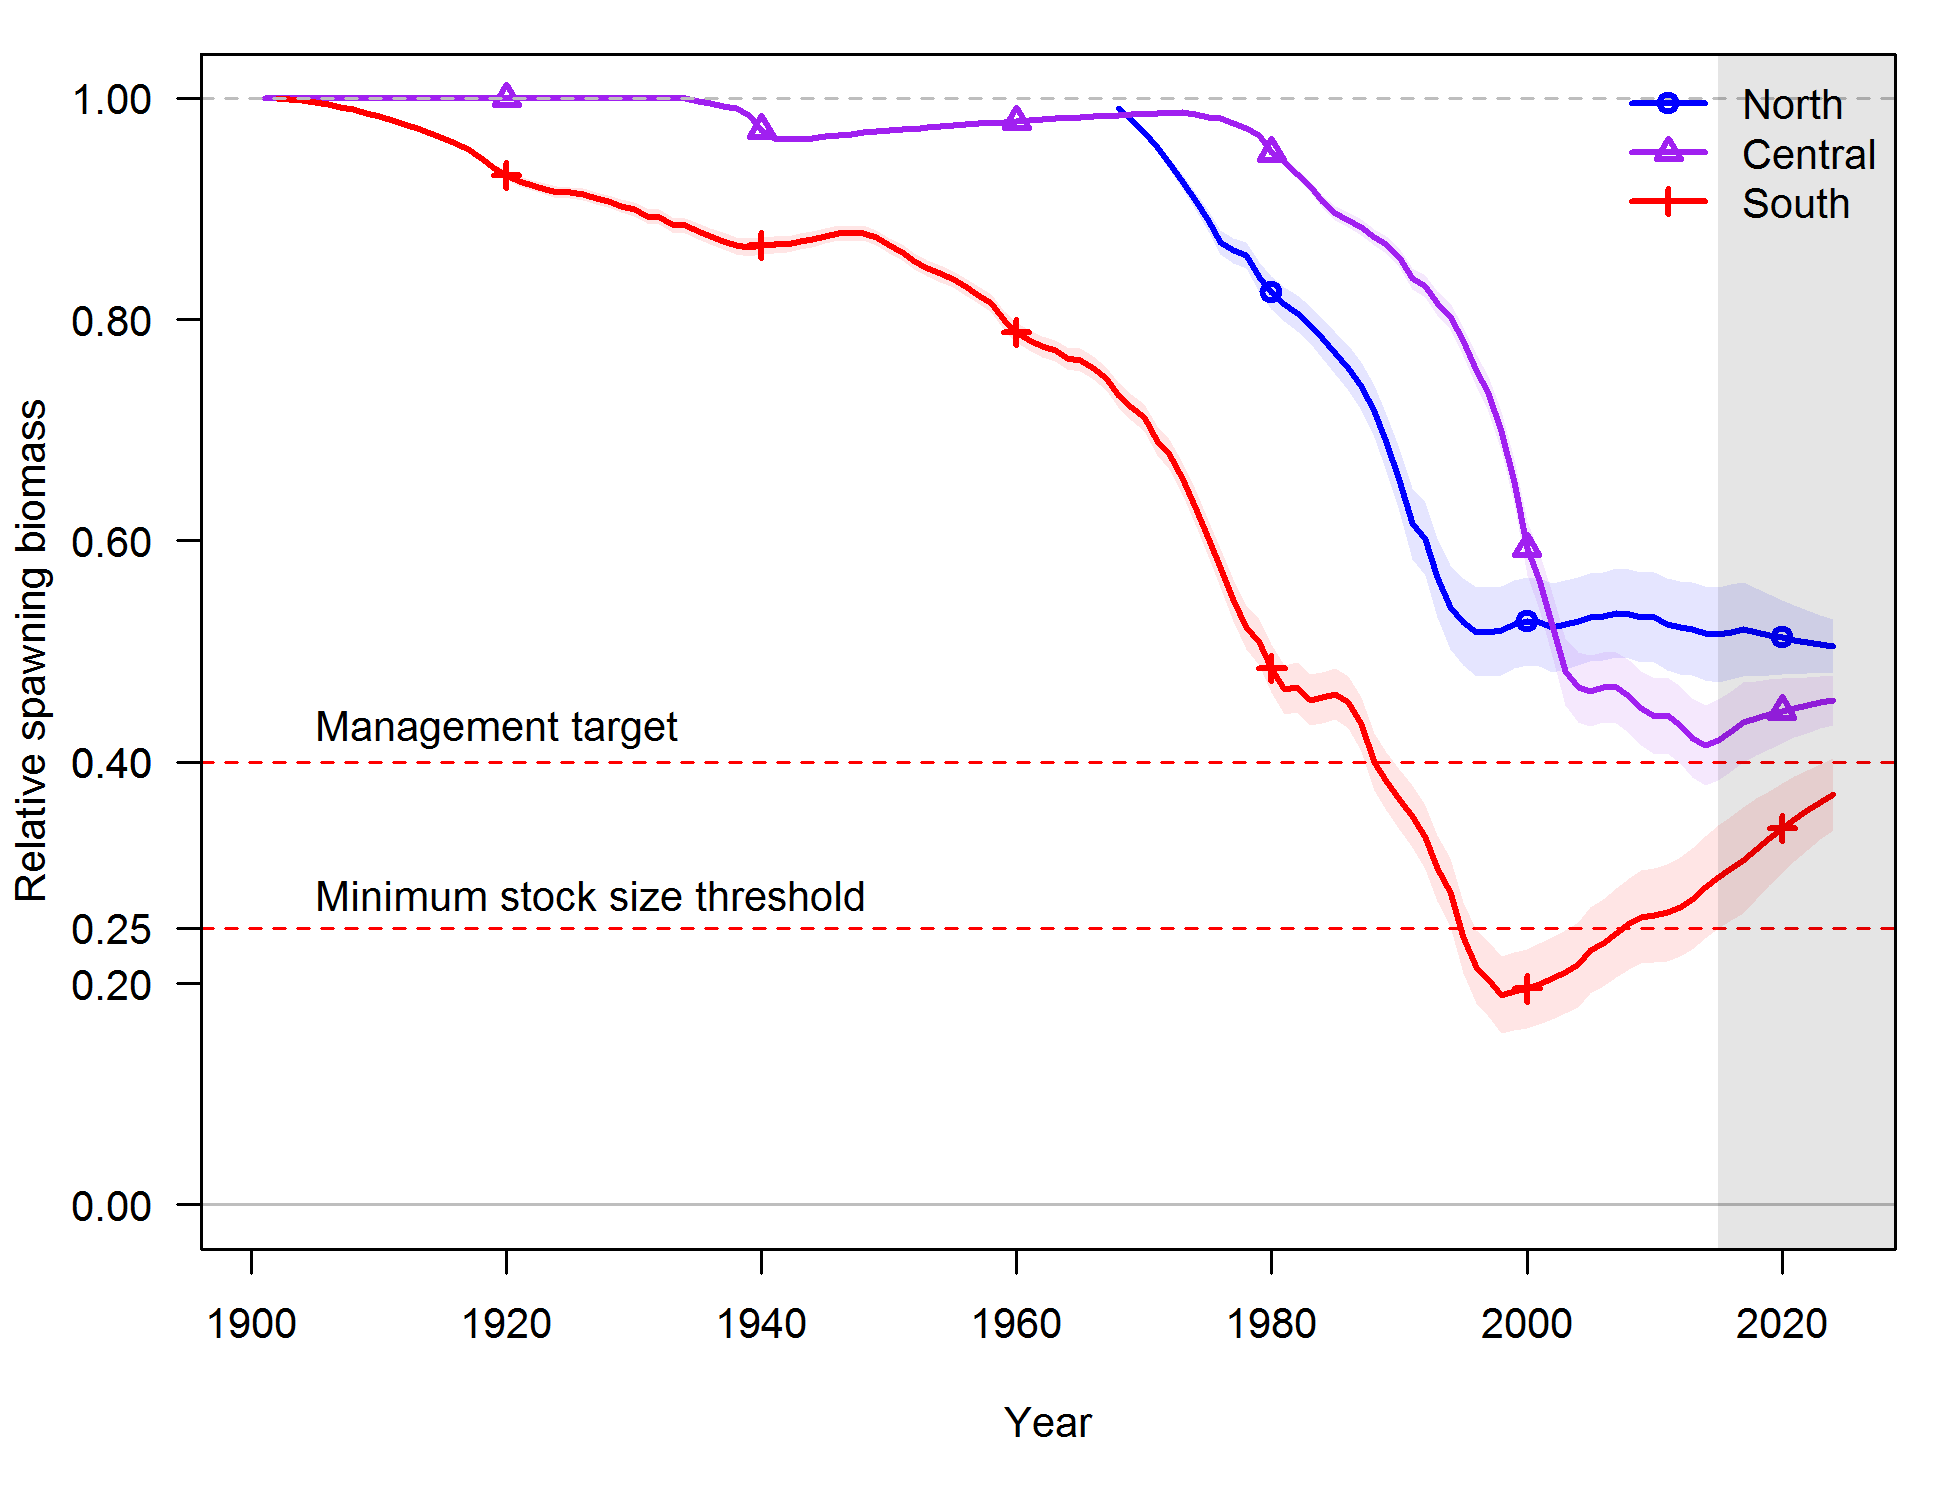 1.00
0.80
0.60
0.40
0.25
0.20
0.00
Relative spawning biomass
North
Central
South
Management target
Minimum stock size threshold
1900 1920 1940 1960 1980 2000 2020
Year